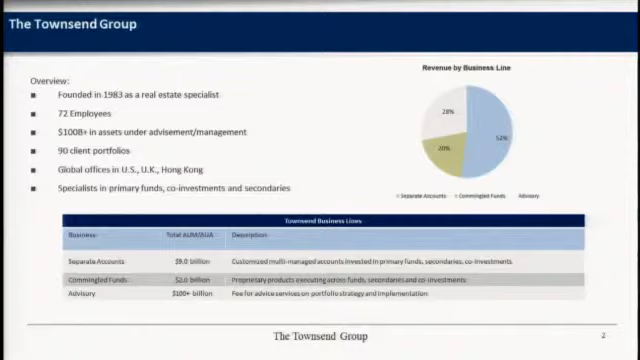 The Townsend Group
Revenue by Business Line
Overview:
■ Founded in 1983 as a real estate specialist
■ 72 Employees
■ $100B+ in assets under advisement/management
■ 90 client portfolios
■ Global offices in U.S., U.K., Hong Kong
■ Specialists in primary funds, co-investments and secondaries
28%
52%
20%
Separate Accounts Commingled Funds Advisory
Townsend Business Lines
Business: Total AUM/AUA Description:
Separate Accounts $9.0 billion Customized multi-managed accounts invested in primary funds, secondaries, co-investments
Commingled Funds $2.0 billion Proprietary products executing across funds, secondaries and co-investments
Advisory $100+ billion Fee for advice services on portfolio strategy and implementation
The Townsend Group
2